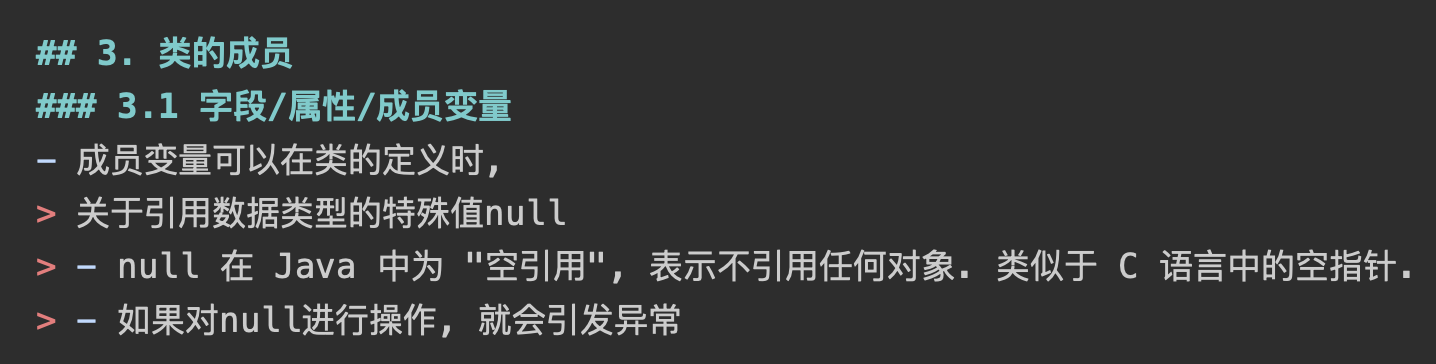 ## 3. 类的成员
### 3.1 字段/属性/成员变量
- 成员变量可以在类的定义时,
> 关于引用数据类型的特殊值null
> - null 在 Java 中为 "空引用", 表示不引用任何对象. 类似于 C 语言中的空指针.
> - 如果对null进行操作, 就会引发异常